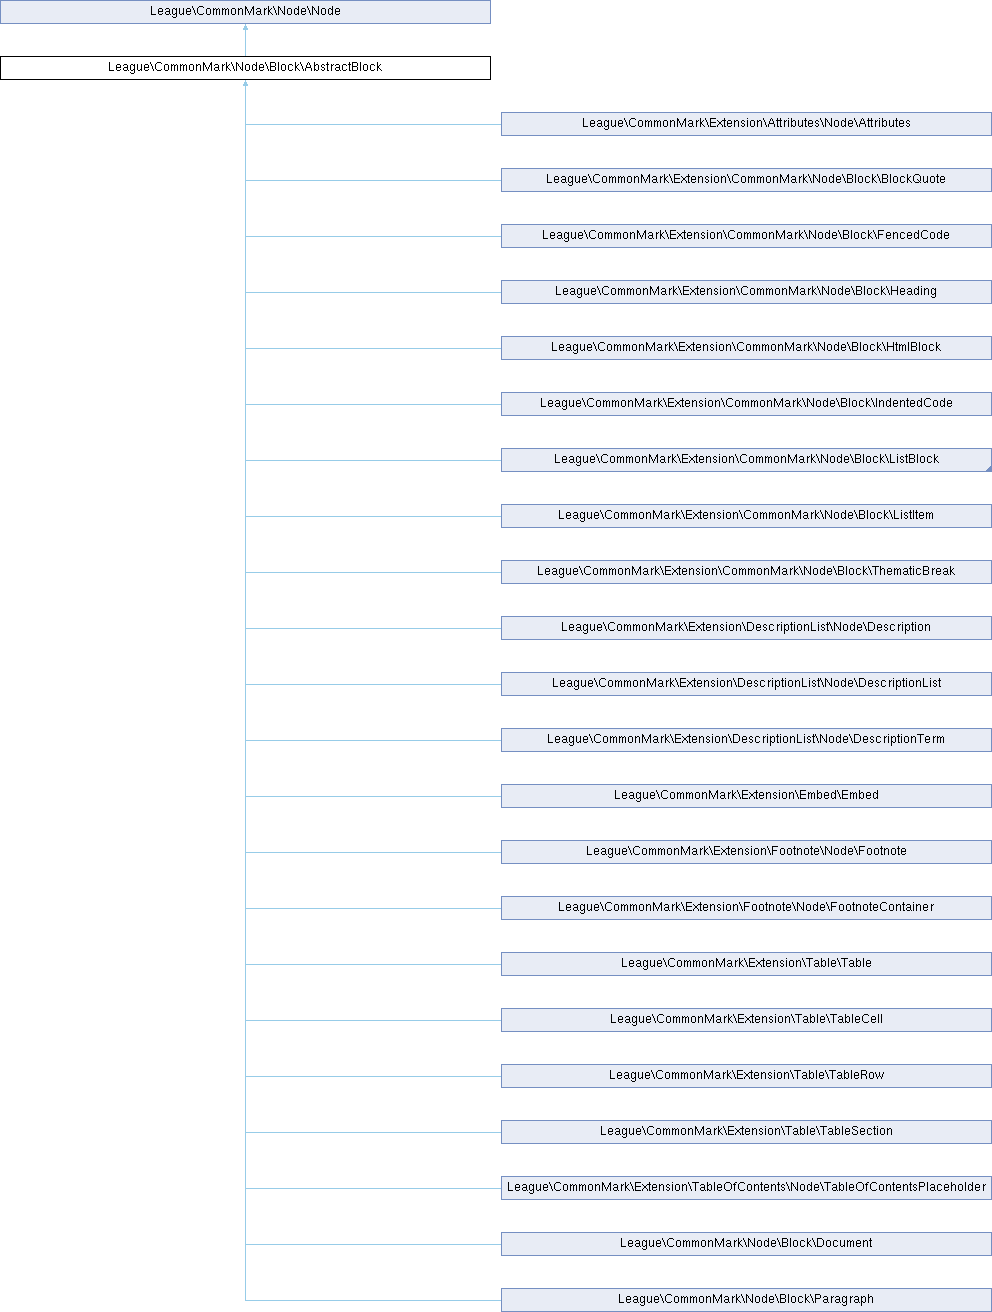 League\CommonMark\Node\Node
League\CommonMark\Node\Block\AbstractBlock
League\CommonMark\Extension\Attributes\Node\Attributes
League\CommonMark\Extension\CommonMark\Node\Block\BlockQuote
League\CommonMark\Extension\CommonMark\Node\Block\FencedCode
League\CommonMark\Extension\CommonMark\Node\Block\Heading
League\CommonMark\Extension\CommonMark\Node\Block\HtmlBlock
League\CommonMark\Extension\CommonMark\Node\Block\IndentedCode
League\CommonMark\Extension\CommonMark\Node\Block\ListBlock
League\CommonMark\Extension\CommonMark\Node\Block\ListItem
League\CommonMark\Extension\CommonMark\Node\Block\ThematicBreak
League\CommonMark\Extension\DescriptionList\Node\Description
League\CommonMark\Extension\DescriptionList\Node\DescriptionList
League\CommonMark\Extension\DescriptionList\Node\DescriptionTerm
League\CommonMark\Extension\Embed\Embed
League\CommonMark\Extension\Footnote\Node\Footnote
League\CommonMark\Extension\Footnote\Node\FootnoteContainer
League\CommonMark\Extension\Table\Table
League\CommonMark\Extension\Table\TableCell
League\CommonMark\Extension\Table\TableRow
League\CommonMark\Extension\Table\TableSection
League\CommonMark\Extension\TableOfContents\Node\TableOfContentsPlaceholder
League\CommonMark\Node\Block\Document
League\CommonMark\Node\Block\Paragraph